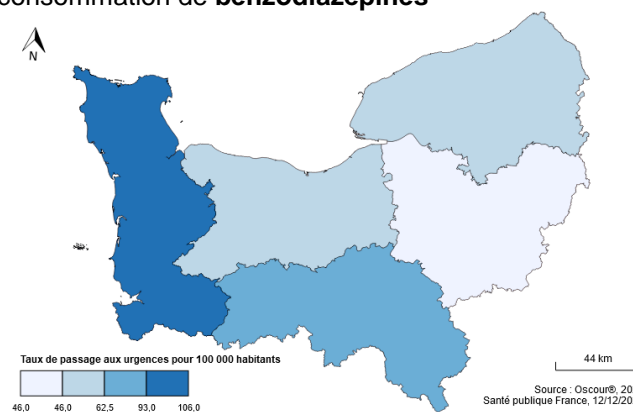 consommation de benzodiazépines
N
Taux de passage aux urgences pour 100 000 habitants
46,0 46,0 62,5 93,0 106,0
44 km
Source : Oscour®, 20
Santé publique France, 12/12/20